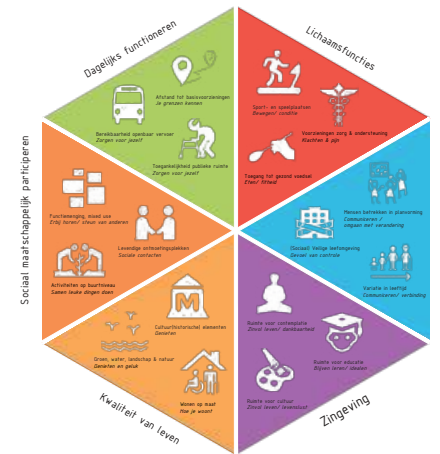 Dagelijks functioneren
Lichaamsfuncties
Sociaal maatschappelijk participeren
Kwaliteit van leven
Zingeving
Afstand tot basisvoorzieningen
Je grenzen kennen
Bereikbaarheid openbaar vervoer
Zorgen voor jezelf
Toegankelijkheid publieke ruimte
Zorgen voor jezelf
Sport- en speelplaatsen
Bewegen/ conditie
Voorzieningen zorg & ondersteuning
Klachten & pijn
Toegang tot gezond voedsel
Eten/ fitheid
Functiemenging, mixed use
Erbij horen/ steun van anderen
Levendige ontmoetingsplekken
Sociale contacten
Activiteiten op buurtniveau
Samen leuke dingen doen
Mensen betrekken in planvorming
Communiceren /
omgaan met verandering
(Sociaal) Veilige leefomgeving
Gevoel van controle
Variatie in leeftijd
Communiceren/ verbinding
Cultuurhistorische elementen
Genieten
Groen, water, landschap & natuur
Genieten en geluk
Wonen op maat
Hoe je woont
Ruimte voor contemplatie
Zinvol leven/ dankbaarheid
Ruimte voor educatie
Blijven leren/ idealen
Ruimte voor cultuur
Zinvol leven/ levenslust
M